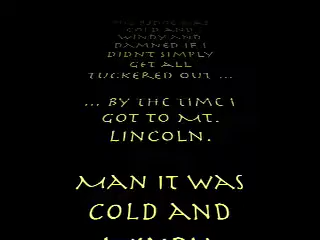 COLD AND
WINDY AND
DAMNED IF I
DIDNT SIMPLY
GET ALL
TUCKERED OUT ...
... BY THE TIME I
GOT TO MT.
LINCOLN.
MAN IT WAS
COLD AND